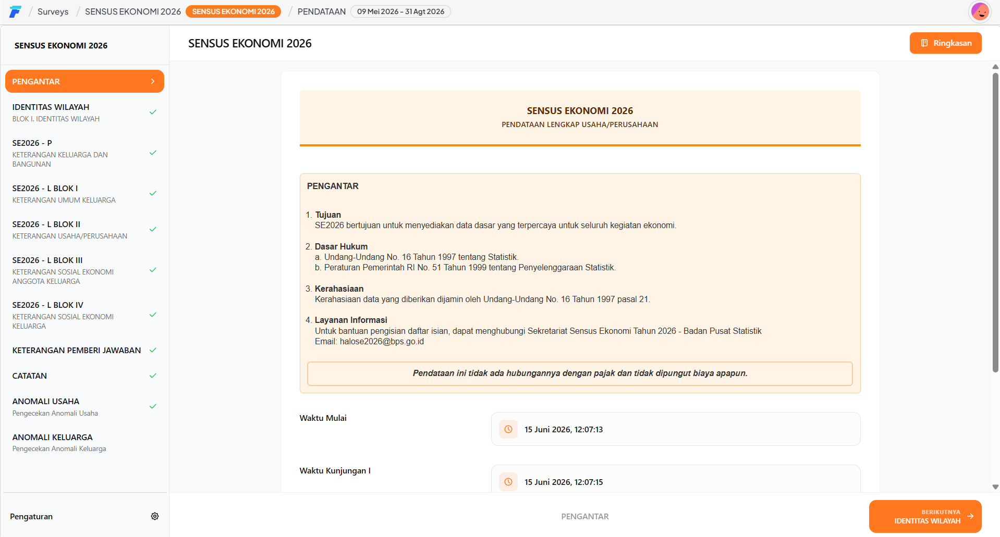 Surveys
SENSUS EKONOMI 2026
SENSUS EKONOMI 2026
PENDATAAN
09 Mei 2026 - 31 Agt 2026
SENSUS EKONOMI 2026
PENGANTAR
IDENTITAS WILAYAH
BLOK I. IDENTITAS WILAYAH
SE2026 - P
KETERANGAN KELUARGA DAN
BANGUNAN
SE2026 - L BLOK I
KETERANGAN UMUM KELUARGA
SE2026 - L BLOK II
KETERANGAN USAHA/PERUSAHAAN
SE2026 - L BLOK III
KETERANGAN SOSIAL EKONOMI
ANGGOTA KELUARGA
SE2026 - L BLOK IV
KETERANGAN SOSIAL EKONOMI
KELUARGA
KETERANGAN PEMBERI JAWABAN
CATATAN
ANOMALI USAHA
Pengecekan Anomali Usaha
ANOMALI KELUARGA
Pengecekan Anomali Keluarga
Pengaturan
SENSUS EKONOMI 2026
Ringkasan
SENSUS EKONOMI 2026
PENDATAAN LENGKAP USAHA/PERUSAHAAN
PENGANTAR
1. Tujuan
SE2026 bertujuan untuk menyediakan data dasar yang terpercaya untuk seluruh kegiatan ekonomi.
2. Dasar Hukum
a. Undang-Undang No. 16 Tahun 1997 tentang Statistik.
b. Peraturan Pemerintah RI No. 51 Tahun 1999 tentang Penyelenggaraan Statistik.
3. Kerahasiaan
Kerahasiaan data yang diberikan dijamin oleh Undang-Undang No. 16 Tahun 1997 pasal 21.
4. Layanan Informasi
Untuk bantuan pengisian daftar isian, dapat menghubungi Sekretariat Sensus Ekonomi Tahun 2026 - Badan Pusat Statistik
Email: halose2026@bps.go.id
Pendataan ini tidak ada hubungannya dengan pajak dan tidak dipungut biaya apapun.
Waktu Mulai
15 Juni 2026, 12:07:13
Waktu Kunjungan I
15 Juni 2026, 12:07:15
PENGANTAR
BERIKUTNYA
IDENTITAS WILAYAH